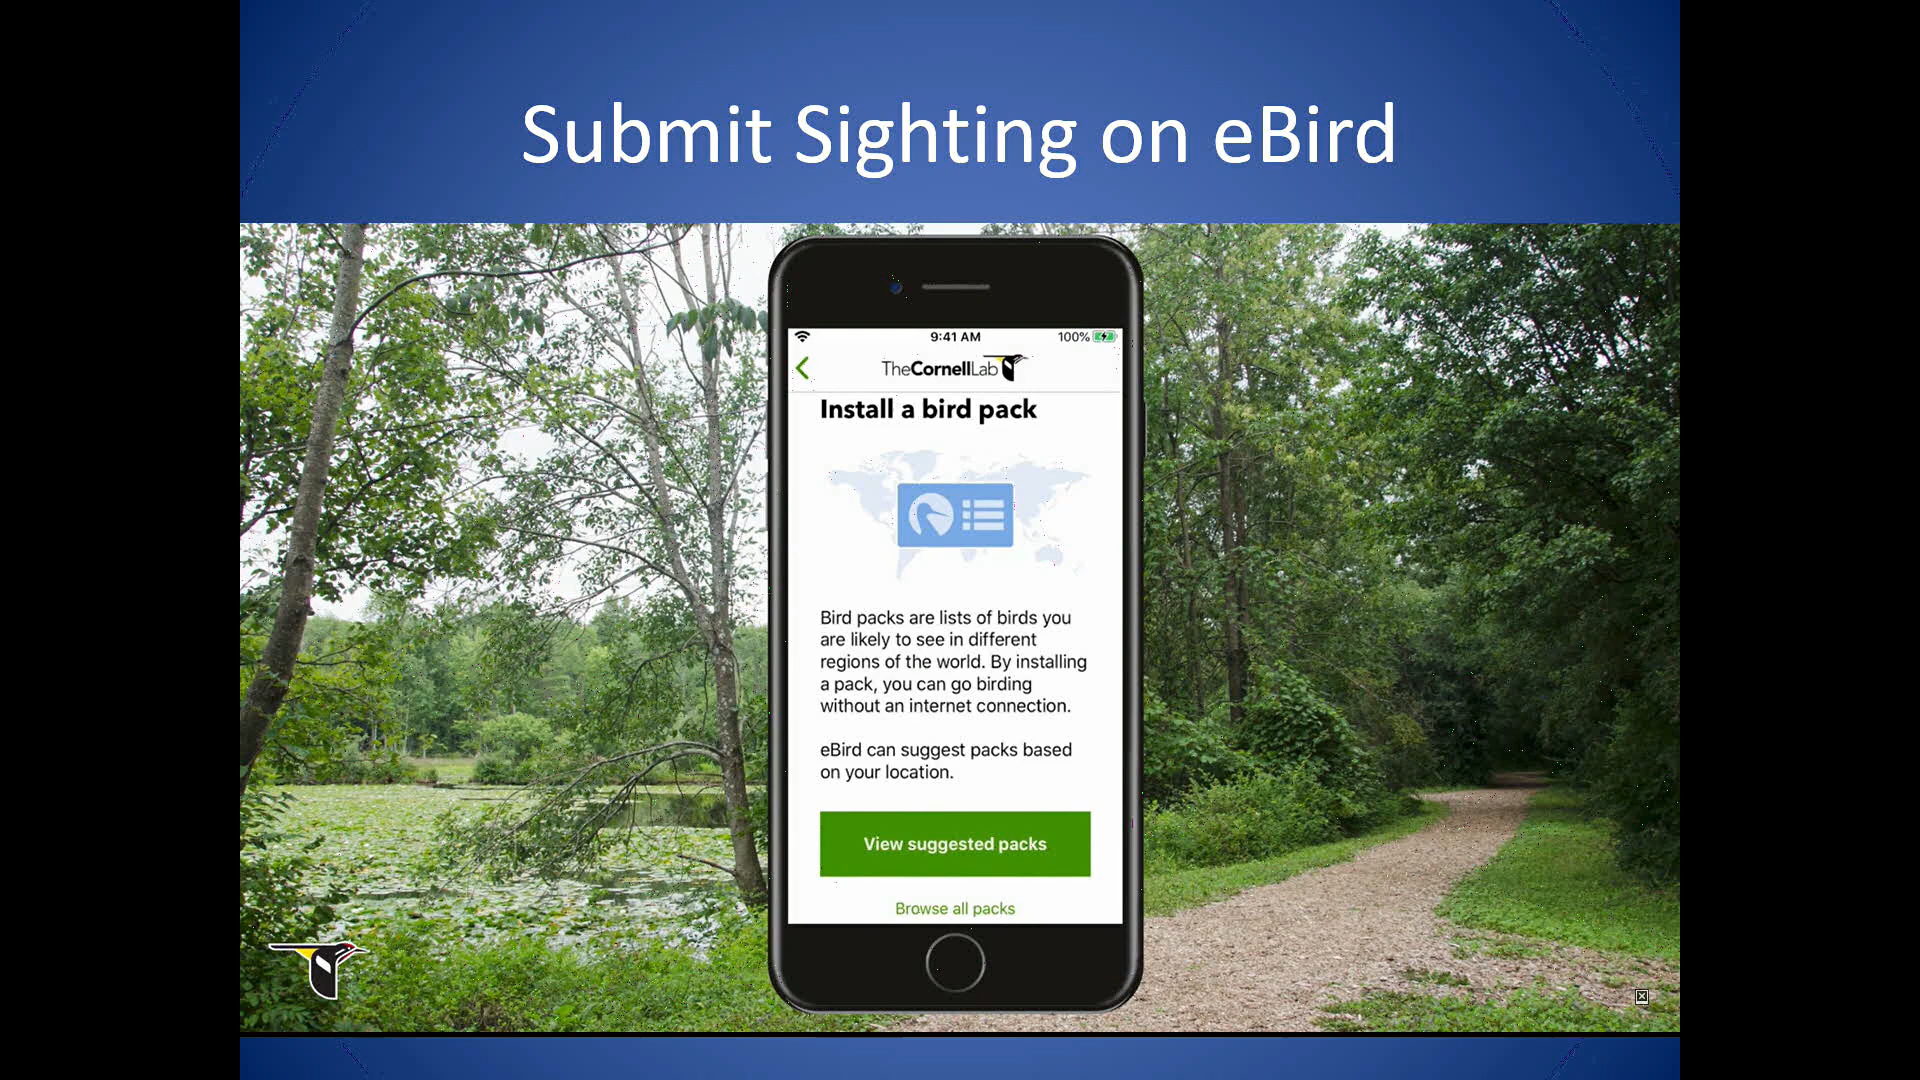 Submit Sighting on eBird
9:41 AM 100%
TheCornellLab
Install a bird pack
Bird packs are lists of birds you
are likely to see in different
regions of the world. By installing
a pack, you can go birding
without an internet connection.
eBird can suggest packs based
on your location.
View suggested packs
Browse all packs